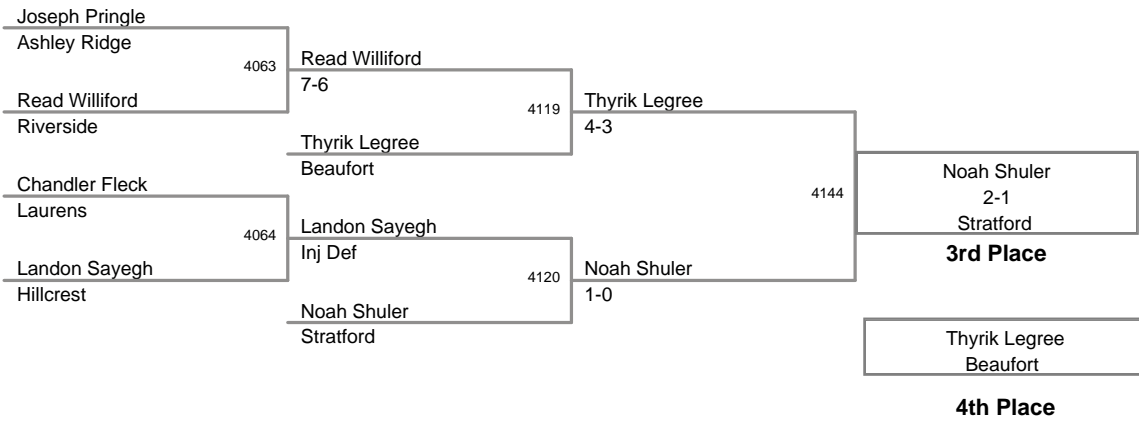 Joseph Pringle
Ashley Ridge
4063
Read Williford
7-6
Read Williford
Riverside
4119
Thyrik Legree
4-3
Thyrik Legree
Beaufort
Chandler Fleck
Laurens
4144
Noah Shuler
2-1
Stratford
3rd Place
4064
Landon Sayegh
Inj Def
Landon Sayegh
Hillcrest
4120
Noah Shuler
1-0
Noah Shuler
Stratford
Thyrik Legree
Beaufort
4th Place